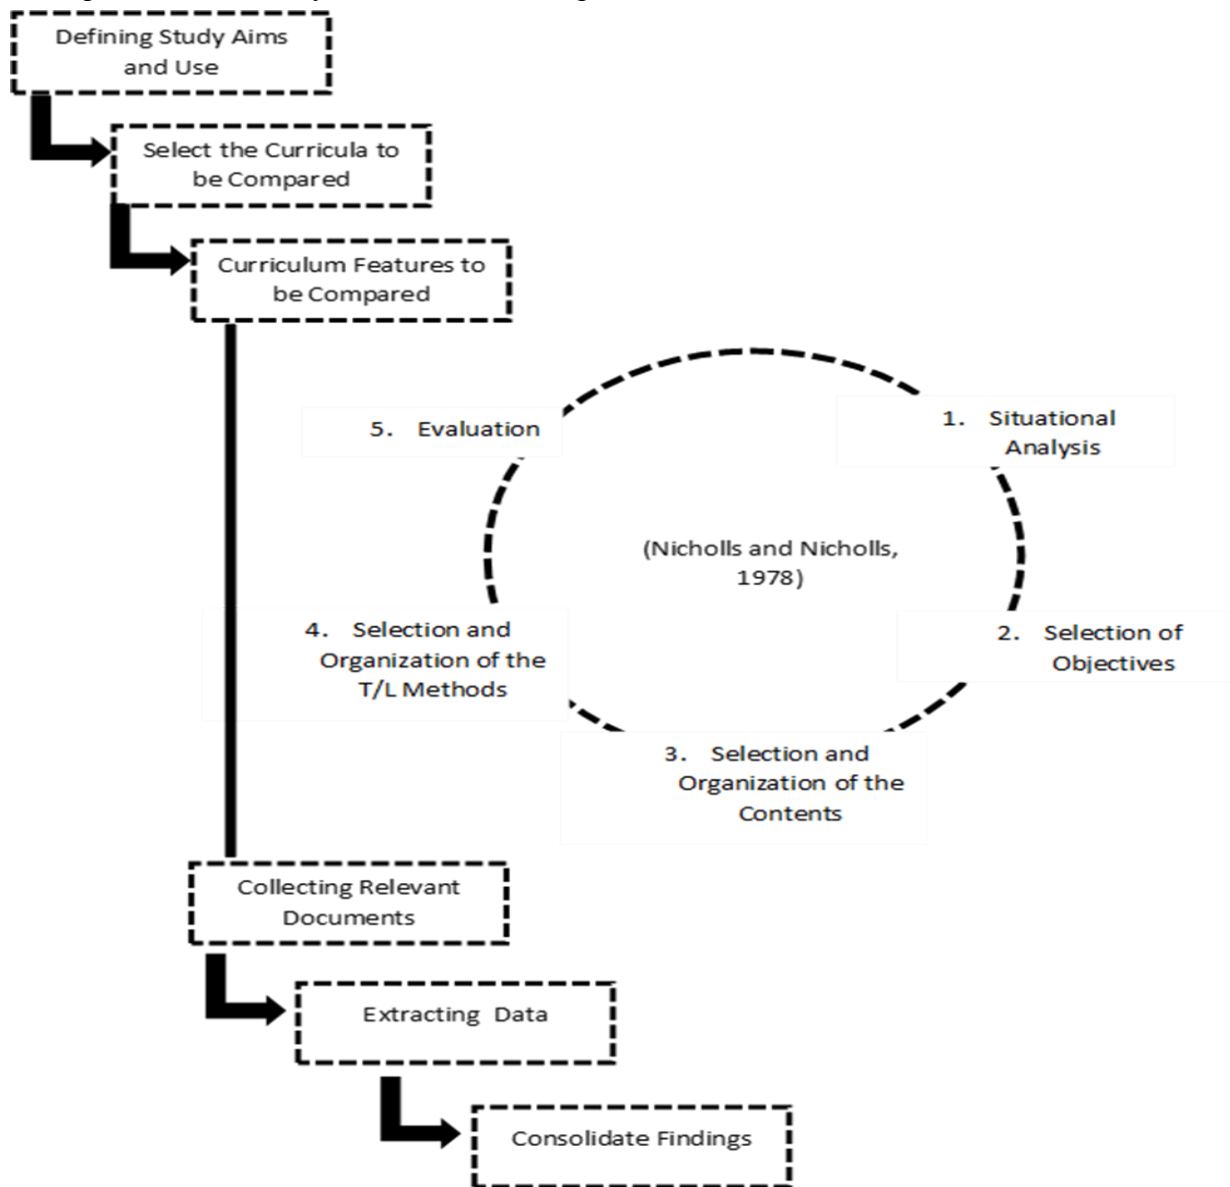 Defining Study Aims
and Use
Select the Curricula to
be Compared
Curriculum Features to
be Compared
1. Situational
Analysis
2. Selection of
Objectives
3. Selection and
Organization of the
Contents
4. Selection and
Organization of the
T/L Methods
5. Evaluation
(Nicholls and Nicholls,
1978)
Collecting Relevant
Documents
Extracting Data
Consolidate Findings